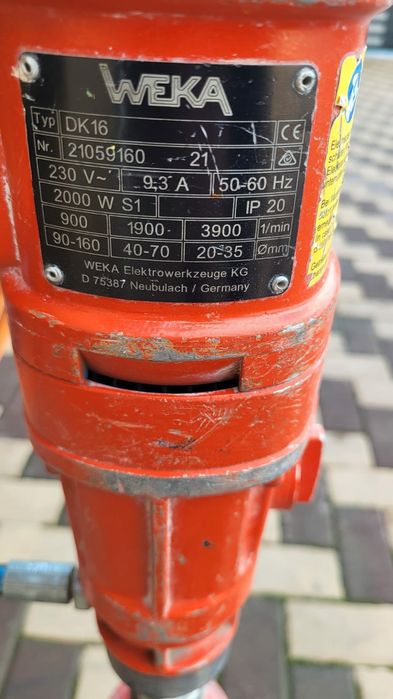 WEKA
Typ DK16 CE
Nr. 21059160 21
230 V~ 9,3 A 50-60 Hz
2000 W S1 IP 20
900 1900 3900 1/min
90-160 40-70 20-35 Ømm
WEKA Elektrowerkzeuge KG
D 75387 Neubulach / Germany